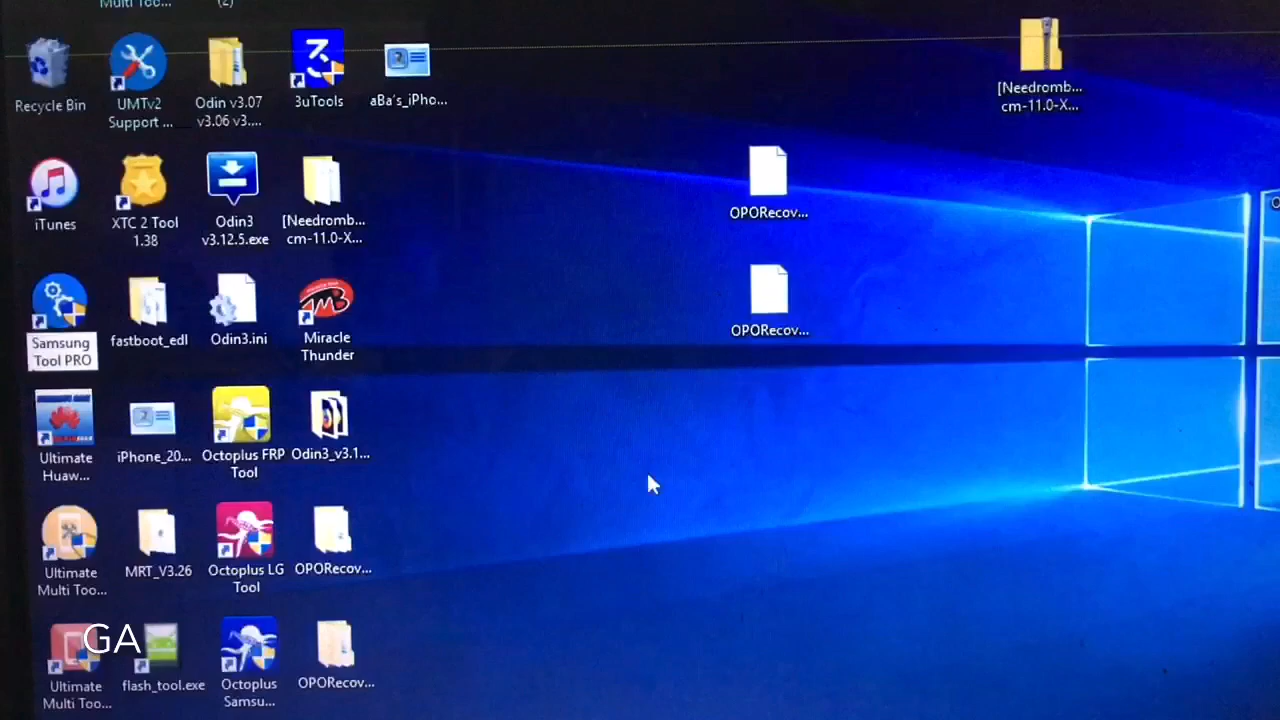 Multi Too...
(2)
Recycle Bin
UMTv2
Support ...
Odin v3.07
v3.06 v3....
3uTools
aBa's_iPho...
[Needromb...
cm-11.0-X...
iTunes
XTC 2 Tool
1.38
Odin3
v3.12.5.exe
[Needromb...
cm-11.0-X...
OPORecov...
Samsung
Tool PRO
fastboot_edl
Odin3.ini
Miracle
Thunder
OPORecov...
Ultimate
Huaw...
iPhone_20...
Octoplus FRP
Tool
Odin3_v3.1...
Ultimate
Multi Too...
MRT_V3.26
Octoplus LG
Tool
OPORecov...
GA
Ultimate
Multi Too...
flash_tool.exe
Octoplus
Samsu...
OPORecov...